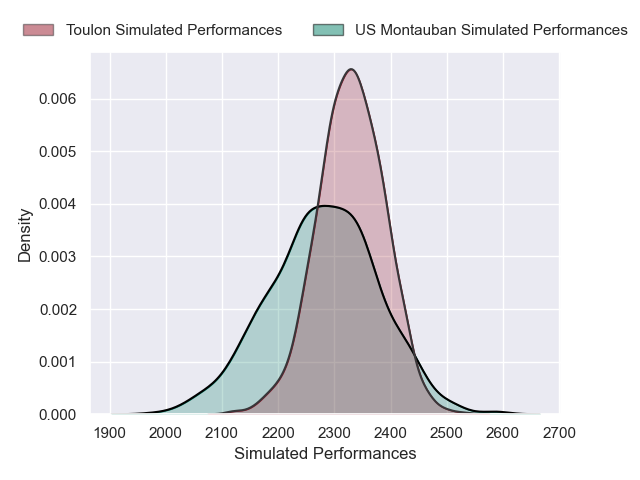 Toulon Simulated Performances
US Montauban Simulated Performances
0.006
0.005
0.004
0.003
0.002
0.001
0.000
Density
1900 2000 2100 2200 2300 2400 2500 2600 2700
Simulated Performances